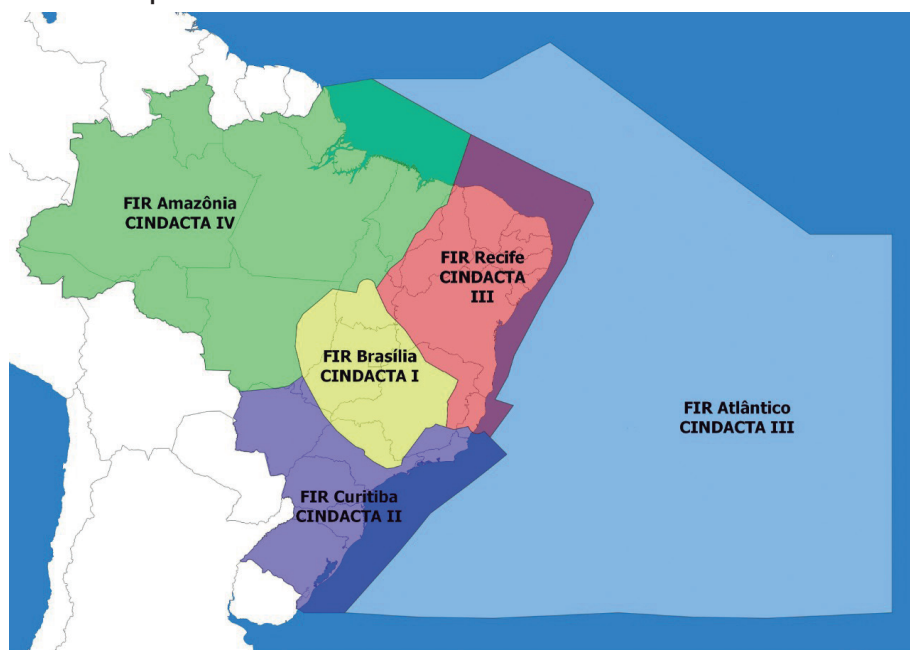 FIR Amazônia
CINDACTA IV
FIR Recife
CINDACTA
III
FIR Brasília
CINDACTA I
FIR Atlântico
CINDACTA III
FIR Curitiba
CINDACTA II